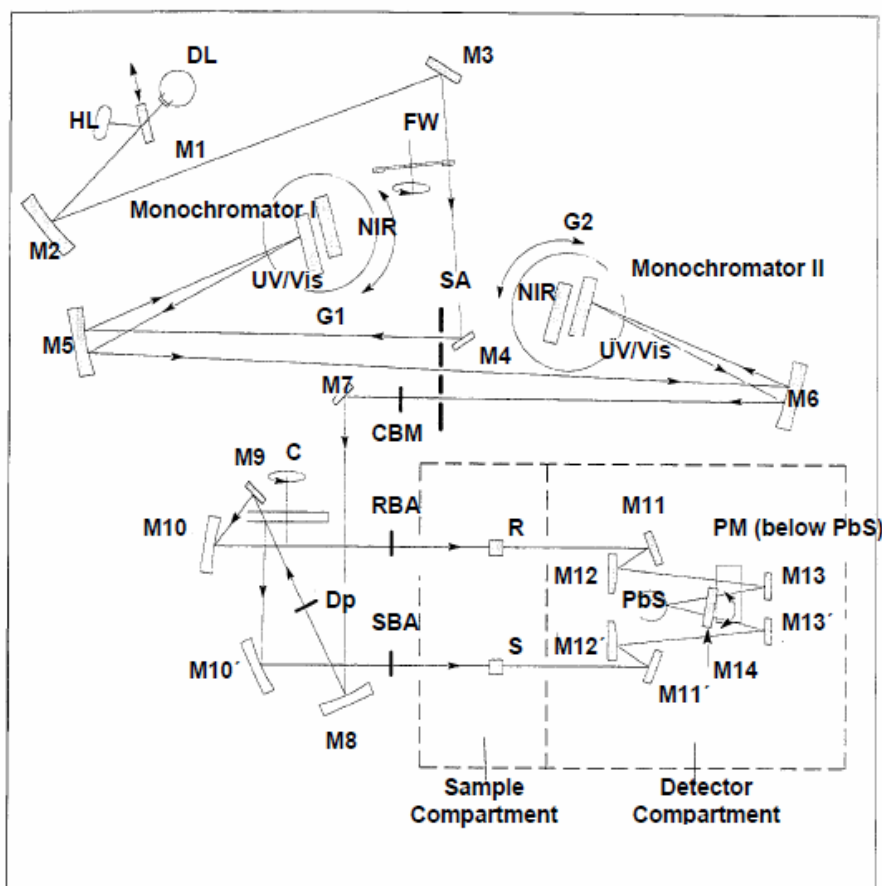 DL
M3
HL
FW
M1
Monochromator I
NIR
G2
M2
Monochromator II
UV/Vis
SA
NIR
G1
M5
M4
UV/Vis
M7
M6
CBM
M9
C
RBA
M11
M10
R
PM (below PbS)
M12
M13
Dp
PbS
SBA
M13´
M12´
S
M10´
M14
M11´
M8
Sample
Compartment
Detector
Compartment